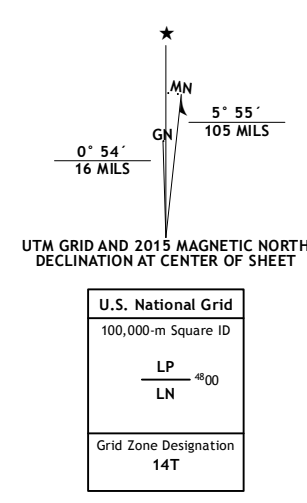 ★
MN
GN
5° 55´
105 MILS
0° 54´
16 MILS
UTM GRID AND 2015 MAGNETIC NORTH
DECLINATION AT CENTER OF SHEET
U.S. National Grid
100,000-m Square ID
LP
4800
LN
Grid Zone Designation
14T